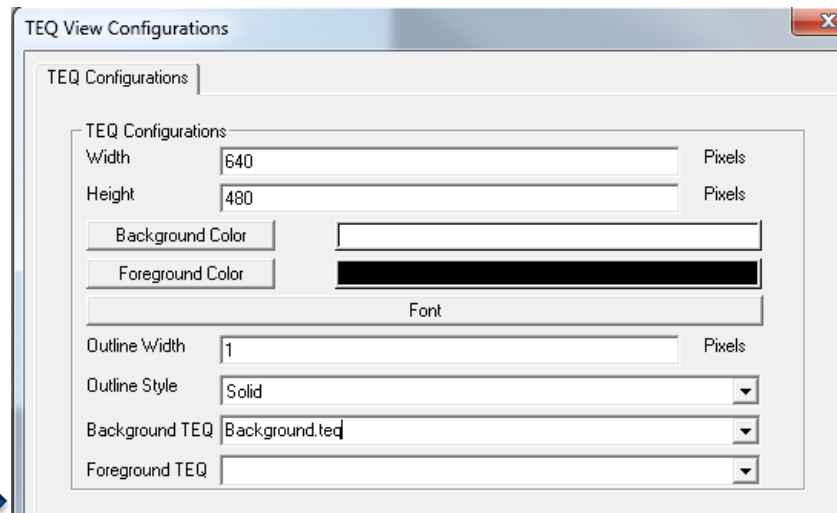 TEQ View Configurations
TEQ Configurations
TEQ Configurations
Width 640 Pixels
Height 480 Pixels
Background Color
Foreground Color
Font
Outline Width 1 Pixels
Outline Style Solid
Background TEQ Background.teq
Foreground TEQ